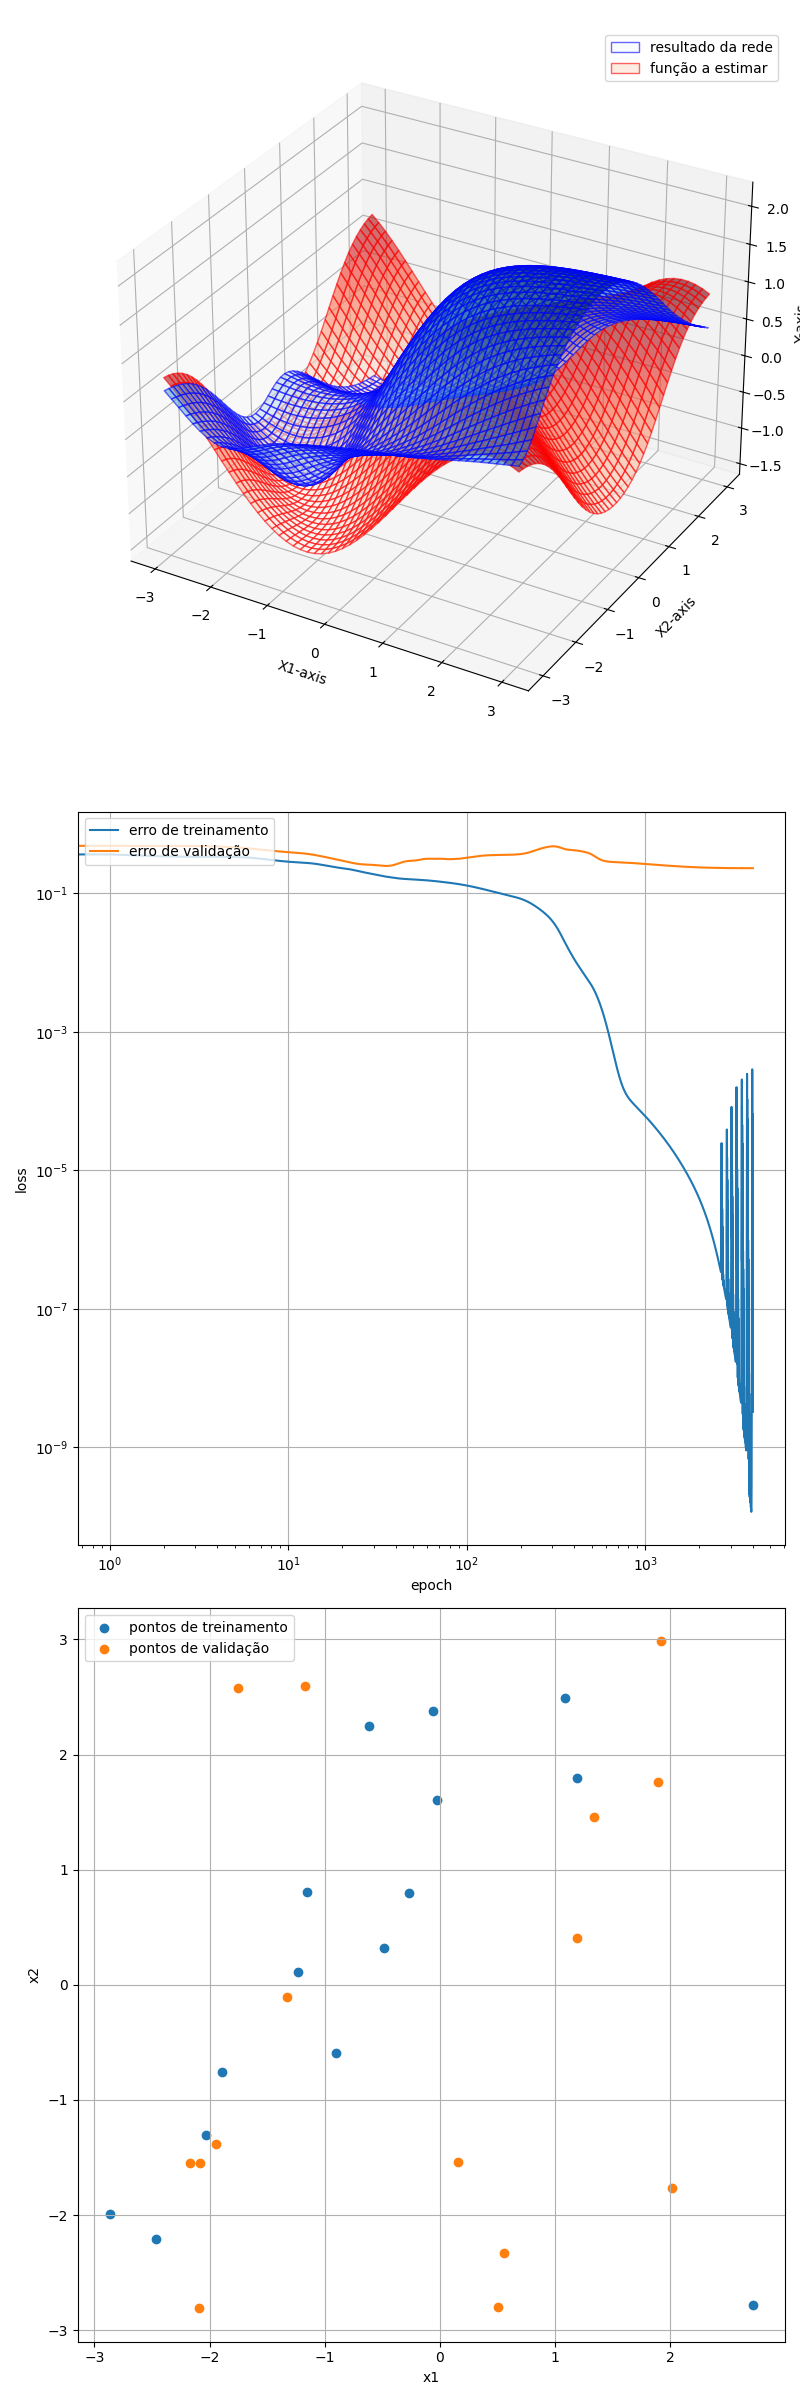 resultado da rede
função a estimar
2.0
1.5
1.0
0.5
0.0
−0.5
−1.0
−1.5
3
2
1
0
−1
−2
−3
X2-axis
−3
−2
−1
0
1
2
3
X1-axis
erro de treinamento
erro de validação
10⁻¹
10⁻³
10⁻⁵
10⁻⁷
10⁻⁹
loss
10⁰ 10¹ 10² 10³
epoch
pontos de treinamento
pontos de validação
3
2
1
0
−1
−2
−3
x2
−3 −2 −1 0 1 2
x1